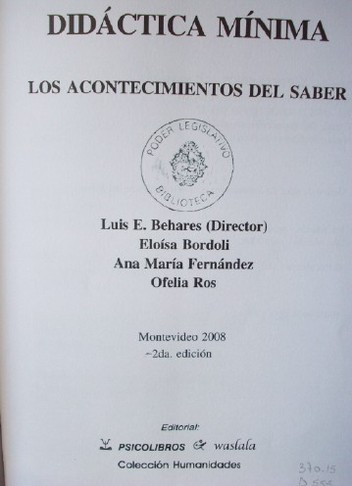 DIDÁCTICA MÍNIMA
LOS ACONTECIMIENTOS DEL SABER
PODER LEGISLATIVO
BIBLIOTECA
Luis E. Behares (Director)
Eloísa Bordoli
Ana María Fernández
Ofelia Ros
Montevideo 2008
2da. edición
Editorial:
PSICOLIBROS waslala
Colección Humanidades
370.15